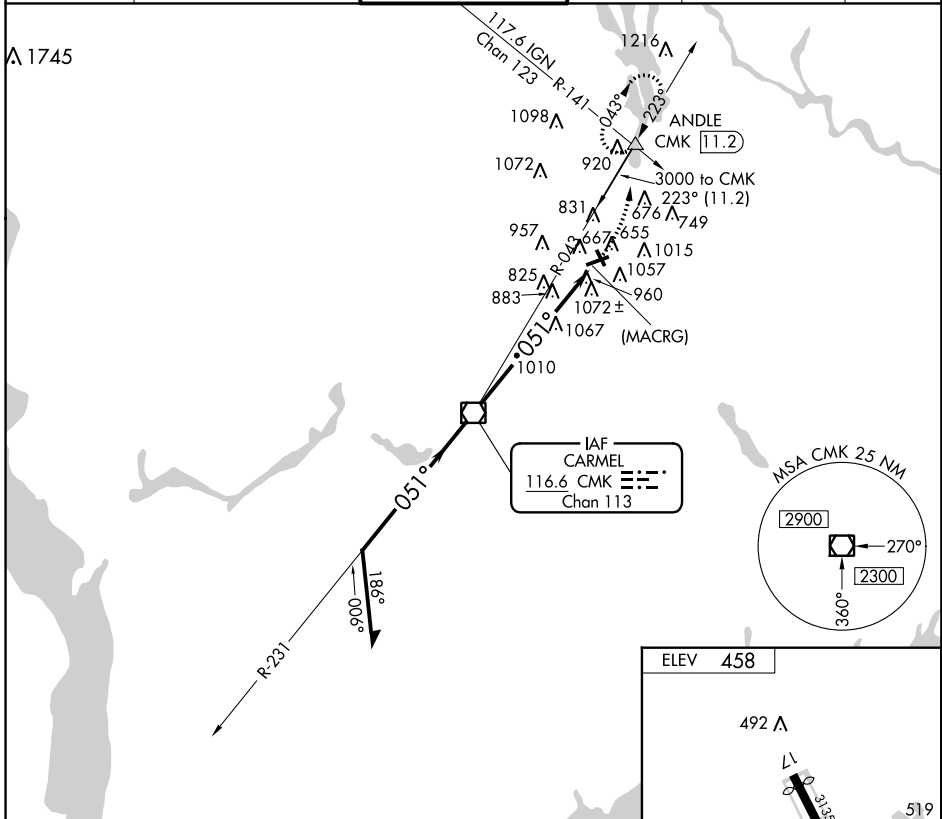 1745
117.6 IGN
Chan 123
R-141
1216
043°
223°
ANDLE
CMK 11.2
1098
920
1072
3000 to CMK
223° (11.2)
831
676
749
957
R-043
667
655
1015
825
1057
883
960
1072 ±
1067
(MACRG)
051°
1010
IAF
CARMEL
116.6 CMK
Chan 113
051°
MSA CMK 25 NM
2900
270°
2300
360°
186°
006°
R-231
ELEV 458
492
17
3135
519